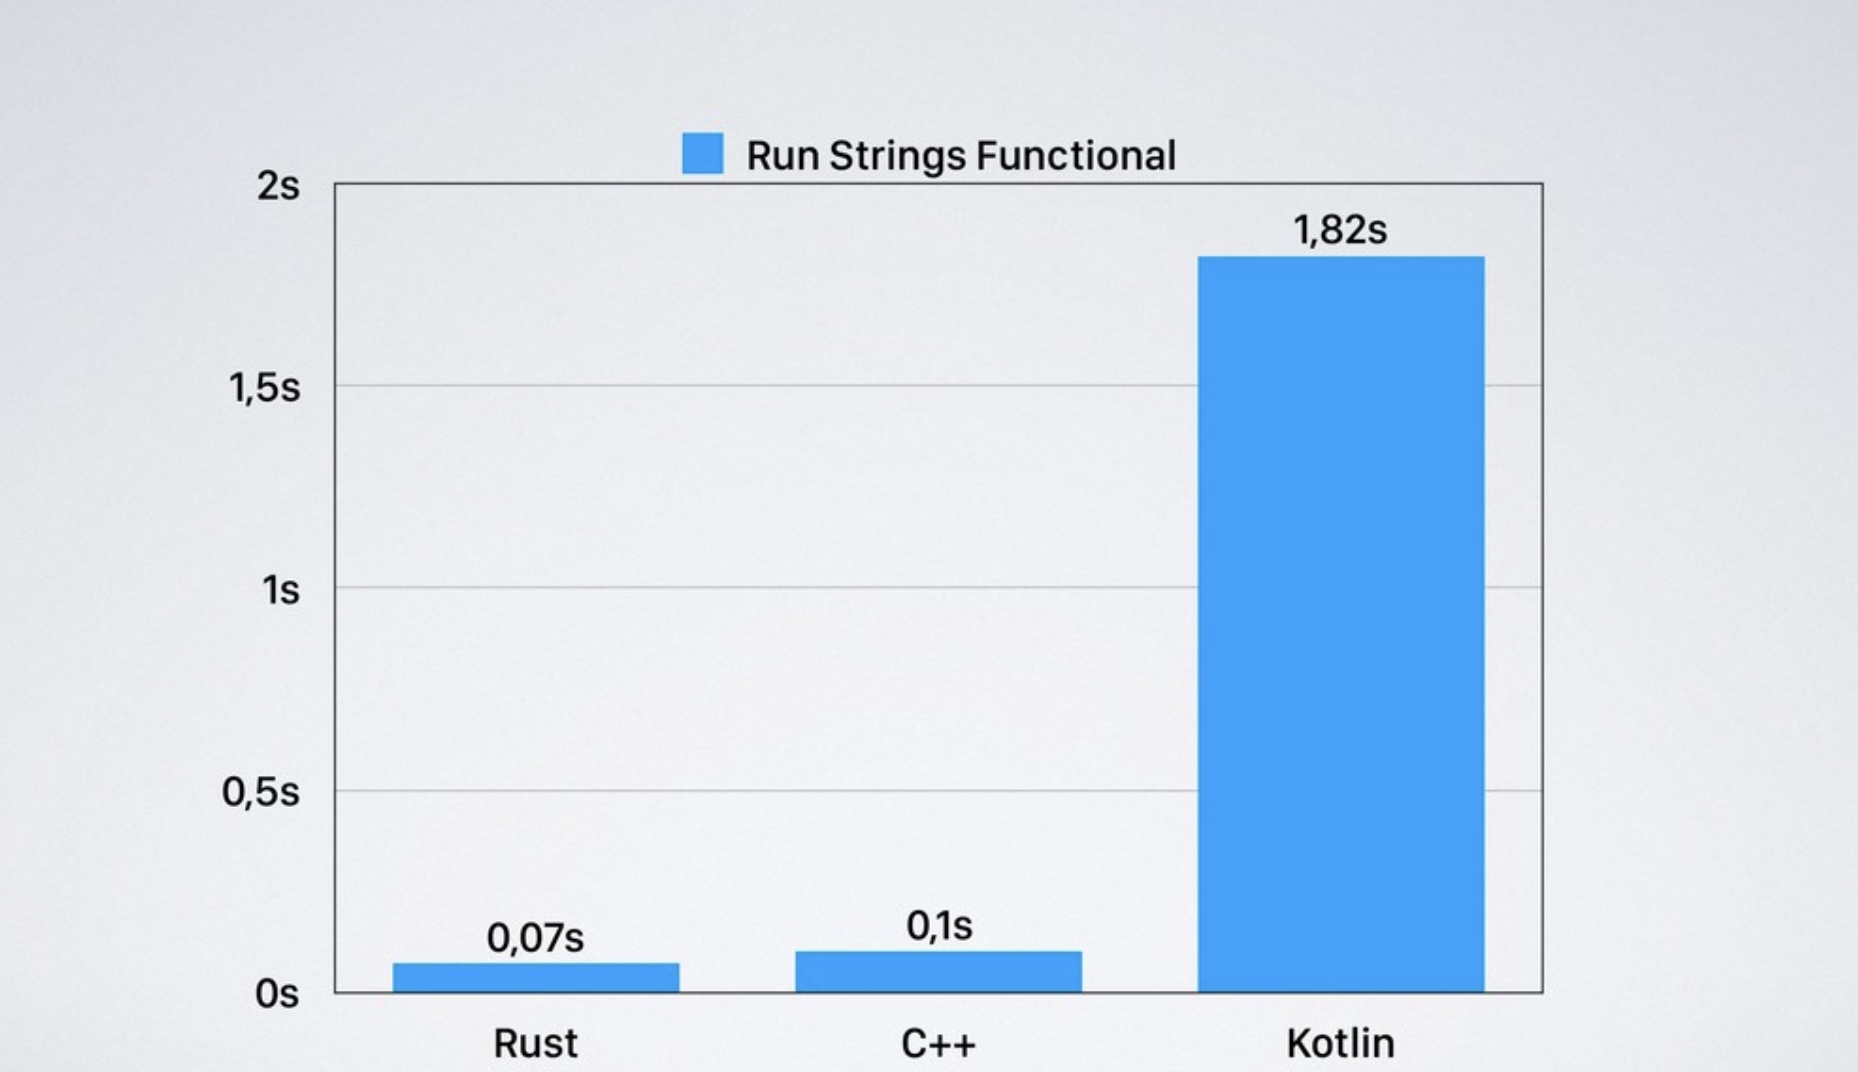 Run Strings Functional
2s
1,82s
1,5s
1s
0,5s
0,07s
0,1s
0s
Rust
C++
Kotlin